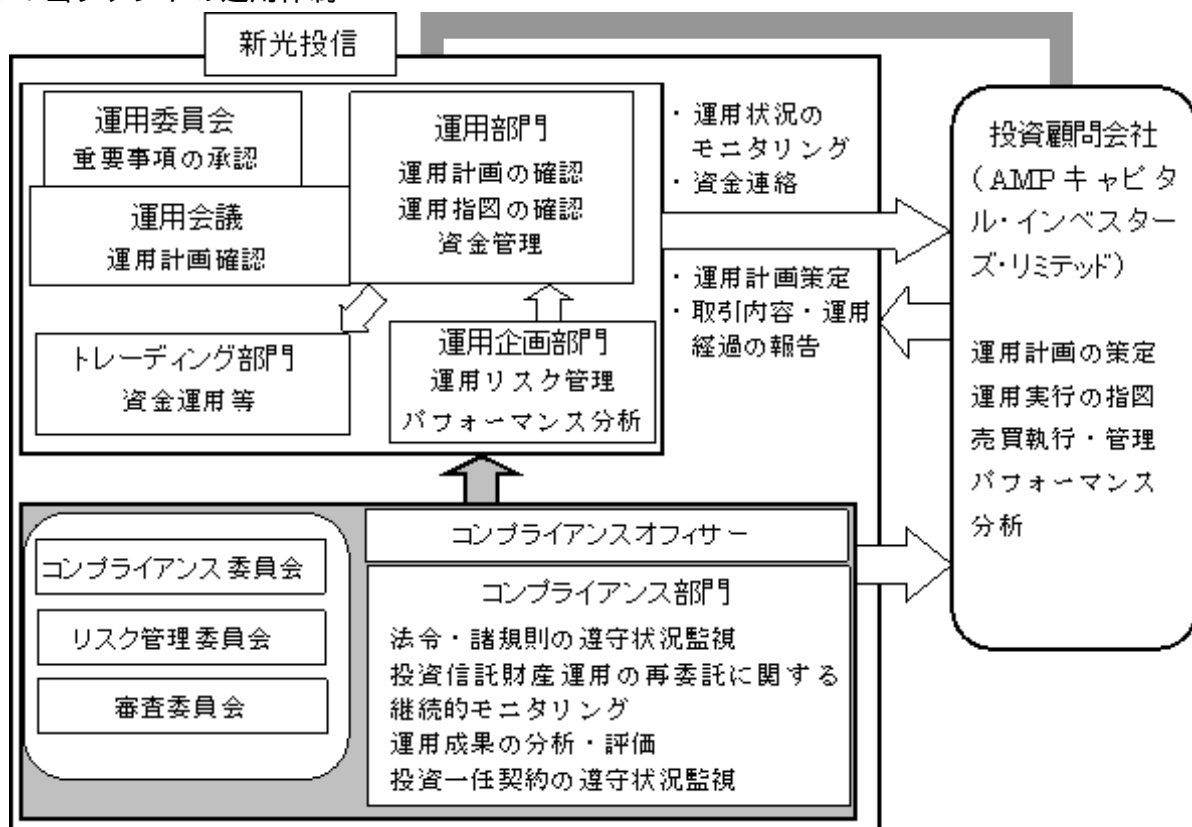 新光投信
運用委員会
重要事項の承認
運用会議
運用計画確認
運用部門
運用計画の確認
運用指図の確認
資金管理
トレーディング部門
資金運用等
運用企画部門
運用リスク管理
パフォーマンス分析
・運用状況の
モニタリング
・資金連絡
・運用計画策定
・取引内容・運用
経過の報告
投資顧問会社
（AMPキャピタ
ル・インベスター
ズ・リミテッド）
運用計画の策定
運用実行の指図
売買執行・管理
パフォーマンス
分析
コンプライアンス委員会
リスク管理委員会
審査委員会
コンプライアンスオフィサー
コンプライアンス部門
法令・諸規則の遵守状況監視
投資信託財産運用の再委託に関する
継続的モニタリング
運用成果の分析・評価
投資一任契約の遵守状況監視